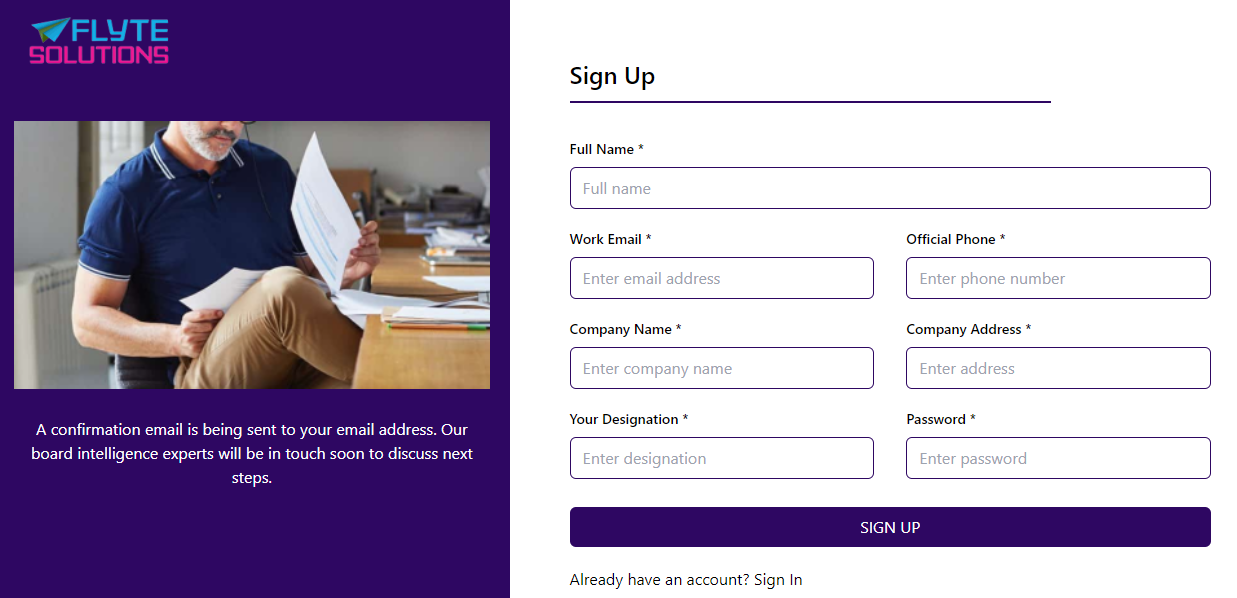 FLYTE
SOLUTIONS
A confirmation email is being sent to your email address. Our
board intelligence experts will be in touch soon to discuss next
steps.
Sign Up
Full Name *
Full name
Work Email *
Official Phone *
Enter email address
Enter phone number
Company Name *
Company Address *
Enter company name
Enter address
Your Designation *
Password *
Enter designation
Enter password
SIGN UP
Already have an account? Sign In